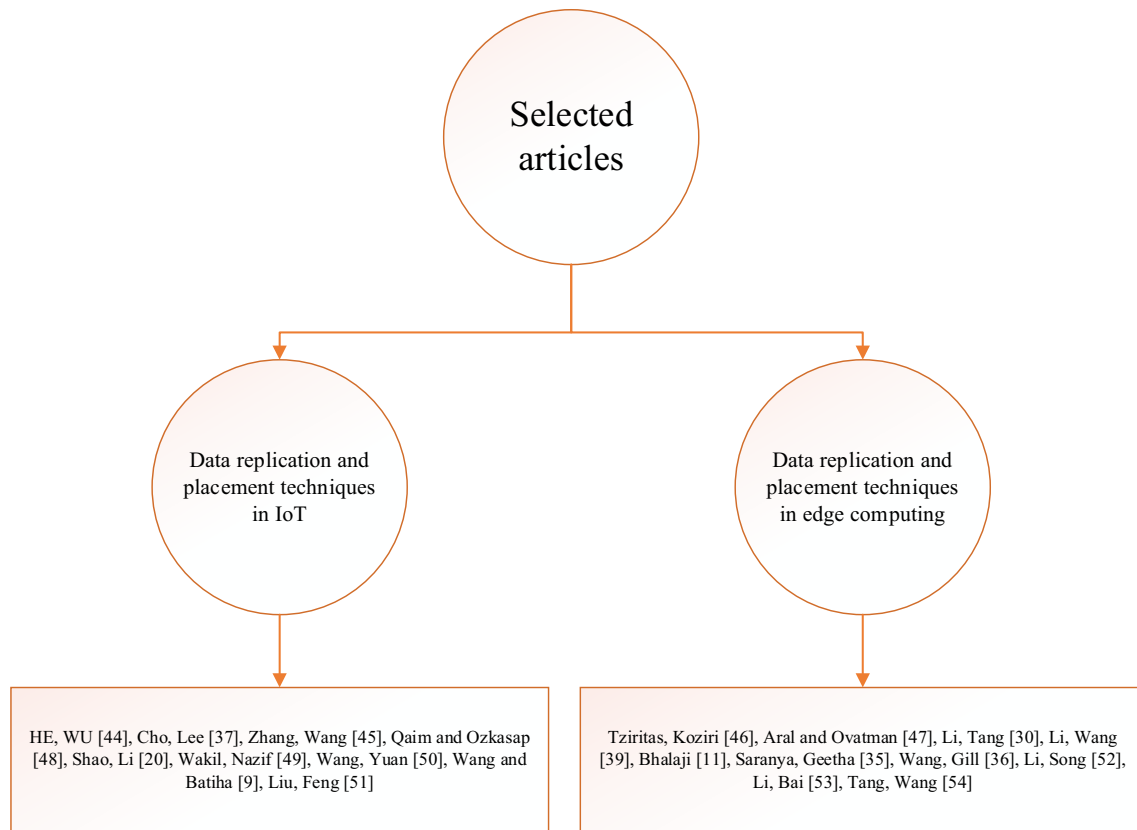 Selected
articles
Data replication and
placement techniques
in IoT
Data replication and
placement techniques
in edge computing
HE, WU [44], Cho, Lee [37], Zhang, Wang [45], Qaim and Ozkasap
[48], Shao, Li [20], Wakil, Nazif [49], Wang, Yuan [50], Wang and
Batiha [9], Liu, Feng [51]
Tziritas, Koziri [46], Aral and Ovatman [47], Li, Tang [30], Li, Wang
[39], Bhalaji [11], Saranya, Geetha [35], Wang, Gill [36], Li, Song [52],
Li, Bai [53], Tang, Wang [54]